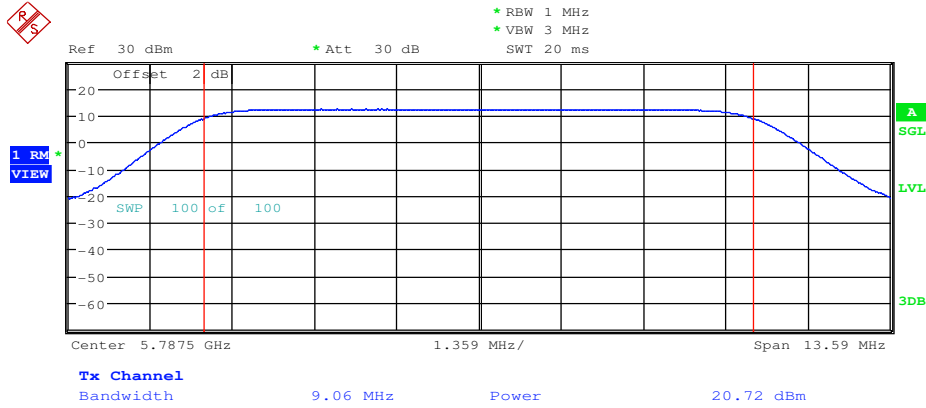 R S
* RBW 1 MHz
* VBW 3 MHz
Ref 30 dBm * Att 30 dB SWT 20 ms
Offset 2 dB
20
10
0
-10
-20
-30
-40
-50
-60
1 RM *
VIEW
A
SGL
LVL
3DB
SWP 100 of 100
Center 5.7875 GHz 1.359 MHz/ Span 13.59 MHz
Tx Channel
Bandwidth 9.06 MHz Power 20.72 dBm